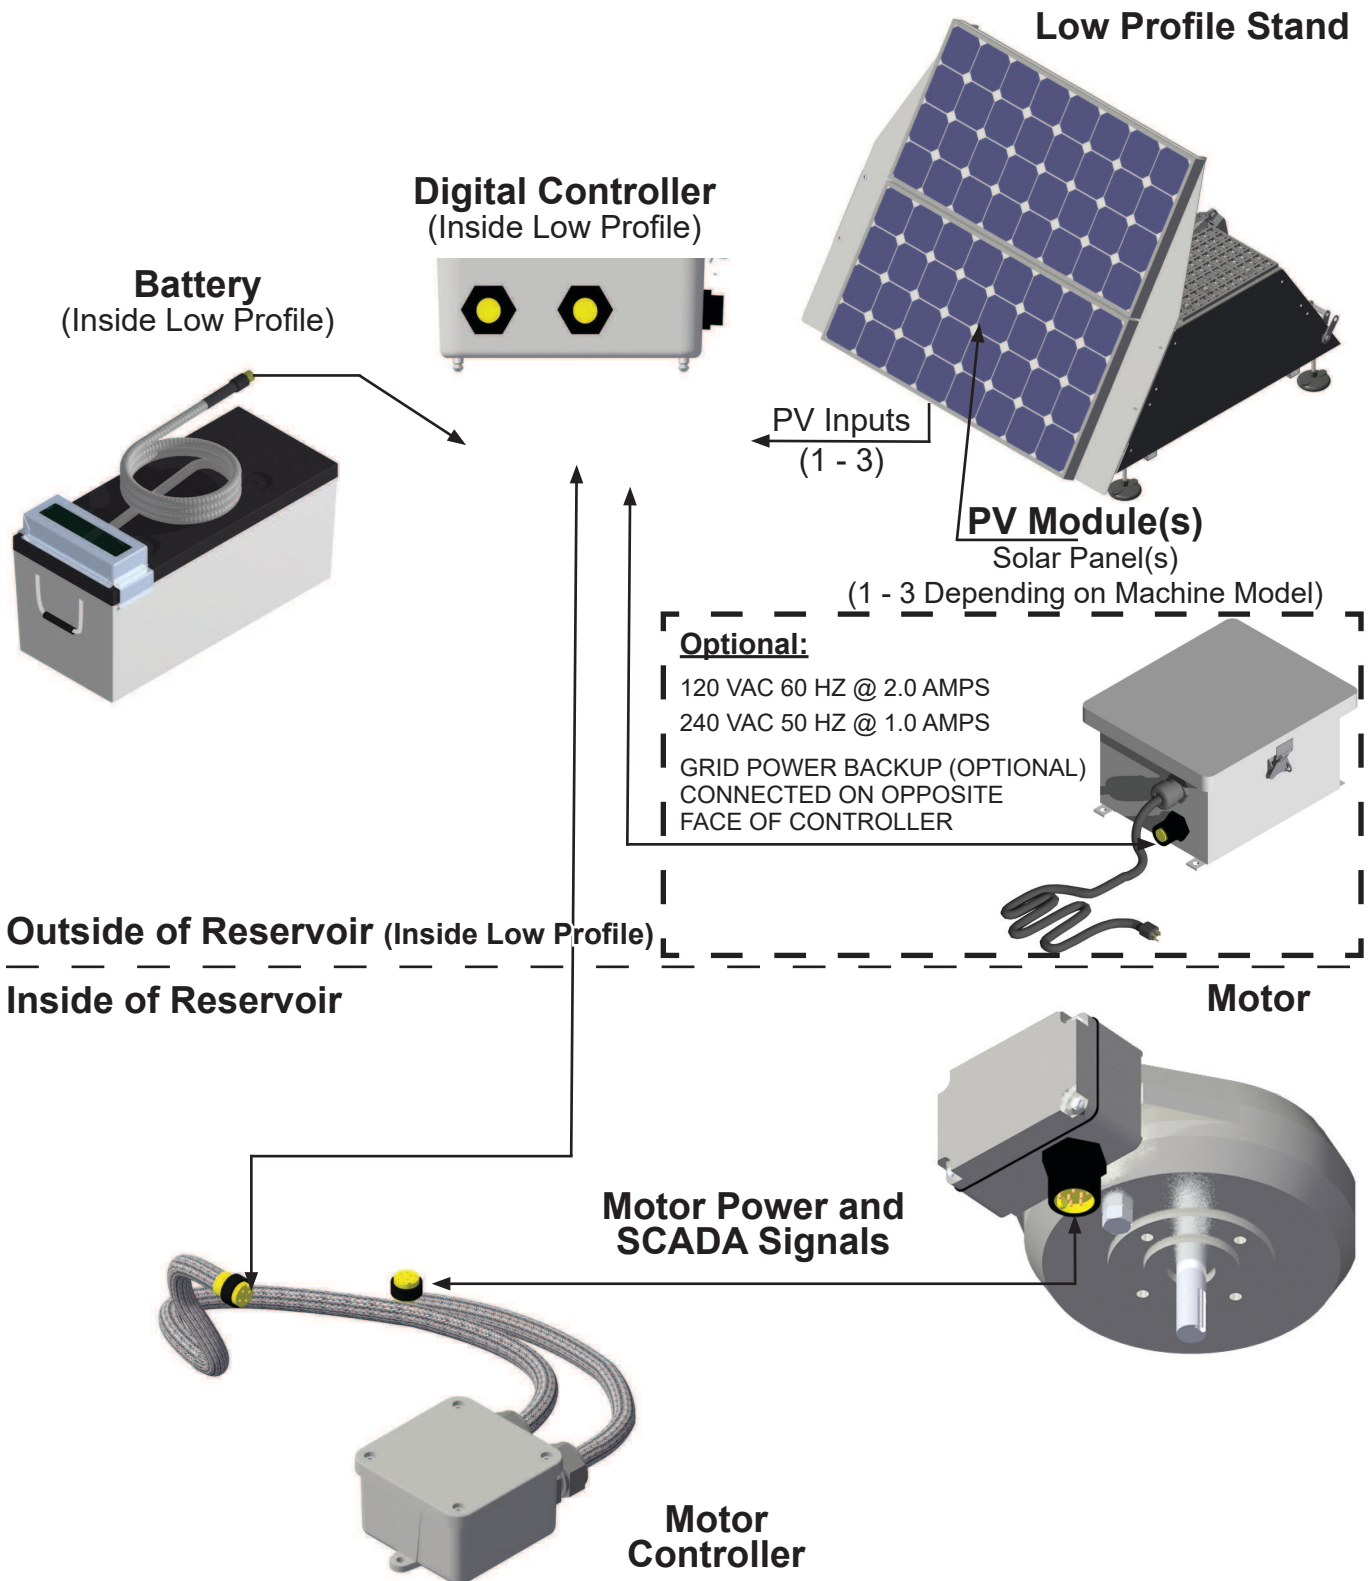 Low Profile Stand
Digital Controller
(Inside Low Profile)
Battery
(Inside Low Profile)
PV Inputs
(1 - 3)
PV Module(s)
Solar Panel(s)
(1 - 3 Depending on Machine Model)
Optional:
120 VAC 60 HZ @ 2.0 AMPS
240 VAC 50 HZ @ 1.0 AMPS
GRID POWER BACKUP (OPTIONAL)
CONNECTED ON OPPOSITE
FACE OF CONTROLLER
Outside of Reservoir (Inside Low Profile)
Inside of Reservoir
Motor
Motor Power and
SCADA Signals
Motor
Controller